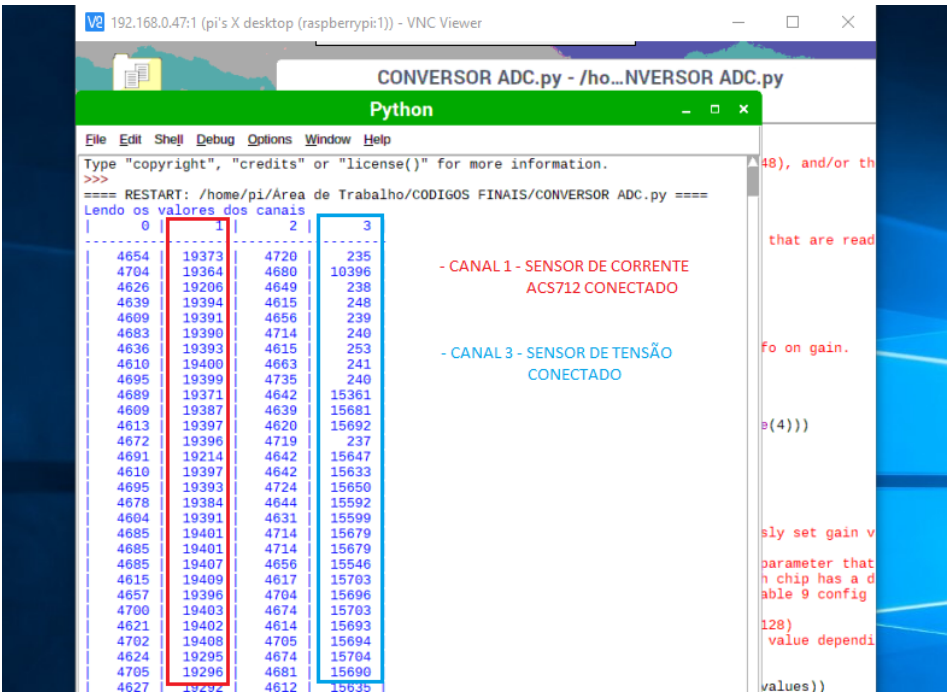 192.168.0.47:1 (pi's X desktop (raspberrypi:1)) - VNC Viewer
CONVERSOR ADC.py - /ho...NVERSOR ADC.py
Python
File Edit Shell Debug Options Window Help
Type "copyright", "credits" or "license()" for more information.
>>>
==== RESTART: /home/pi/Área de Trabalho/CODIGOS FINAIS/CONVERSOR ADC.py ====
Lendo os valores dos canais
| 0 | 1 | 2 | 3
---------------------------------------
| 4654 | 19373 | 4720 | 235
| 4704 | 19364 | 4680 | 10396
| 4626 | 19206 | 4649 | 238
| 4639 | 19394 | 4615 | 248
| 4609 | 19391 | 4656 | 239
| 4683 | 19390 | 4714 | 240
| 4636 | 19393 | 4615 | 253
| 4610 | 19400 | 4663 | 241
| 4695 | 19399 | 4735 | 240
| 4689 | 19371 | 4642 | 15361
| 4609 | 19387 | 4639 | 15681
| 4613 | 19397 | 4620 | 15692
| 4672 | 19396 | 4719 | 237
| 4691 | 19214 | 4642 | 15647
| 4610 | 19397 | 4642 | 15633
| 4695 | 19393 | 4724 | 15650
| 4678 | 19384 | 4644 | 15592
| 4604 | 19391 | 4631 | 15599
| 4685 | 19401 | 4714 | 15679
| 4685 | 19401 | 4714 | 15679
| 4685 | 19407 | 4656 | 15546
| 4615 | 19409 | 4617 | 15703
| 4657 | 19396 | 4704 | 15696
| 4700 | 19403 | 4674 | 15703
| 4621 | 19402 | 4614 | 15693
| 4702 | 19408 | 4705 | 15694
| 4624 | 19295 | 4674 | 15704
| 4705 | 19296 | 4681 | 15690
| 4627 | 19292 | 4612 | 15635 |
- CANAL 1 - SENSOR DE CORRENTE
ACS712 CONECTADO
- CANAL 3 - SENSOR DE TENSÃO
CONECTADO
48), and/or th
that are read
fo on gain.
e(4)))
sly set gain v
parameter that
n chip has a d
able 9 config
128)
value dependi
values))